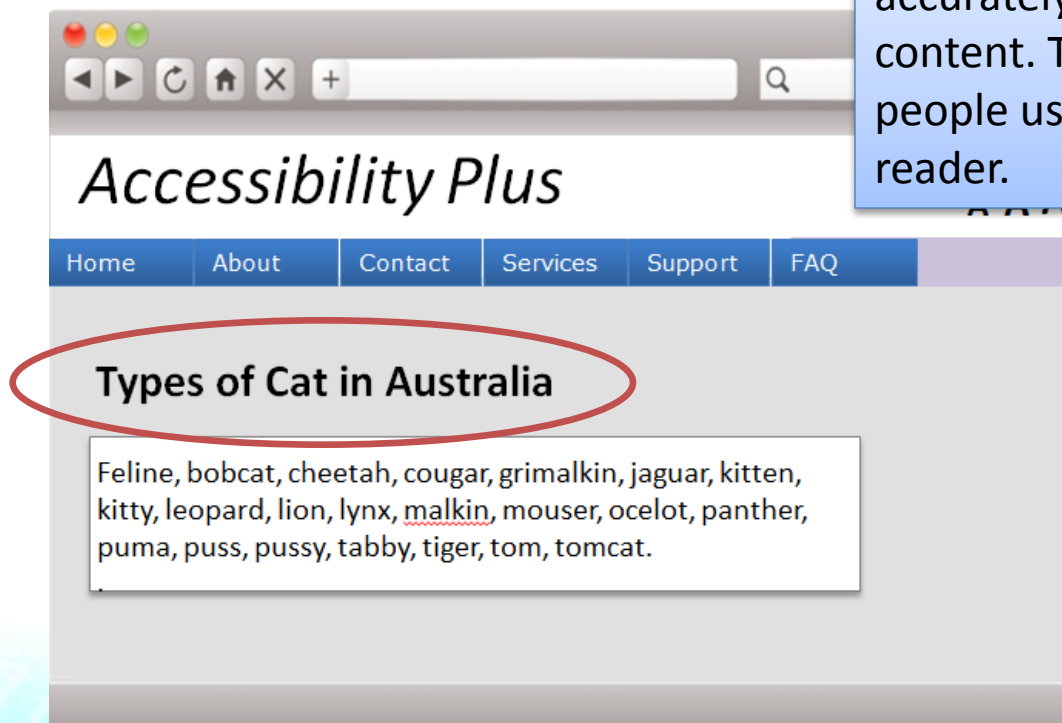 accurately
content. T
people us
reader.
Accessibility Plus
Home About Contact Services Support FAQ
Types of Cat in Australia
Feline, bobcat, cheetah, cougar, grimalkin, jaguar, kitten,
kitty, leopard, lion, lynx, malkin, mouser, ocelot, panther,
puma, puss, pussy, tabby, tiger, tom, tomcat.
.